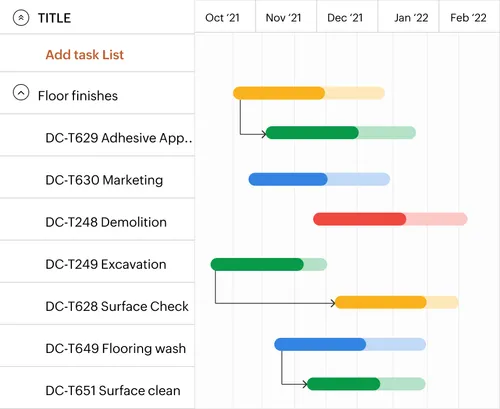 TITLE
Oct ‘21
Nov ‘21
Dec ‘21
Jan ‘22
Feb ‘22
Add task List
Floor finishes
DC-T629 Adhesive App..
DC-T630 Marketing
DC-T248 Demolition
DC-T249 Excavation
DC-T628 Surface Check
DC-T649 Flooring wash
DC-T651 Surface clean